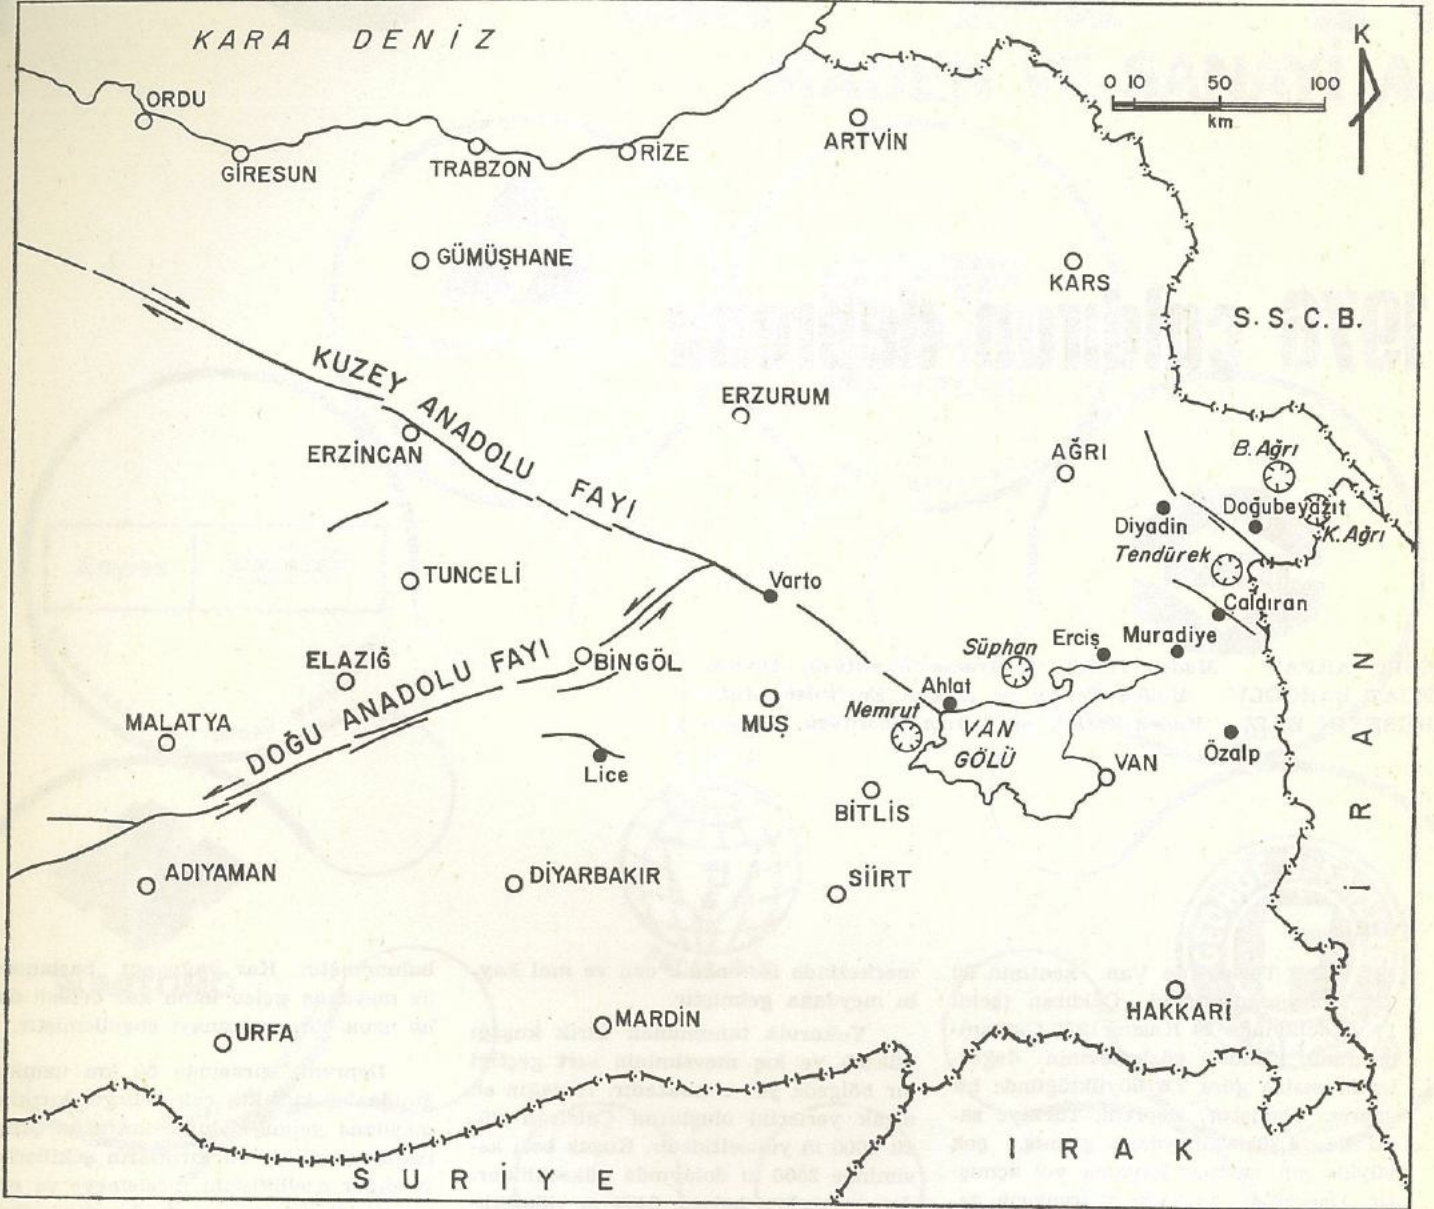 KARA DENİZ
K
0 10 50 100
km
ORDU
GİRESUN
TRABZON
RİZE
ARTVİN
GÜMÜŞHANE
KARS
S.S.C.B.
KUZEY ANADOLU FAYI
ERZURUM
ERZİNCAN
AĞRI
B.Ağrı
Diyadin
Doğubeyazıt
K.Ağrı
Tendürek
TUNCELİ
Varto
Çaldıran
ELAZIĞ
DOĞU ANADOLU FAYI
BİNGÖL
Süphan
Erciş
Muradiye
MALATYA
MUŞ
Nemrut
Ahlat
VAN
GÖLÜ
VAN
Özalp
Lice
BİTLİS
İRAN
ADIYAMAN
DİYARBAKIR
SİİRT
URFA
MARDİN
HAKKARİ
SURİYE
IRAK